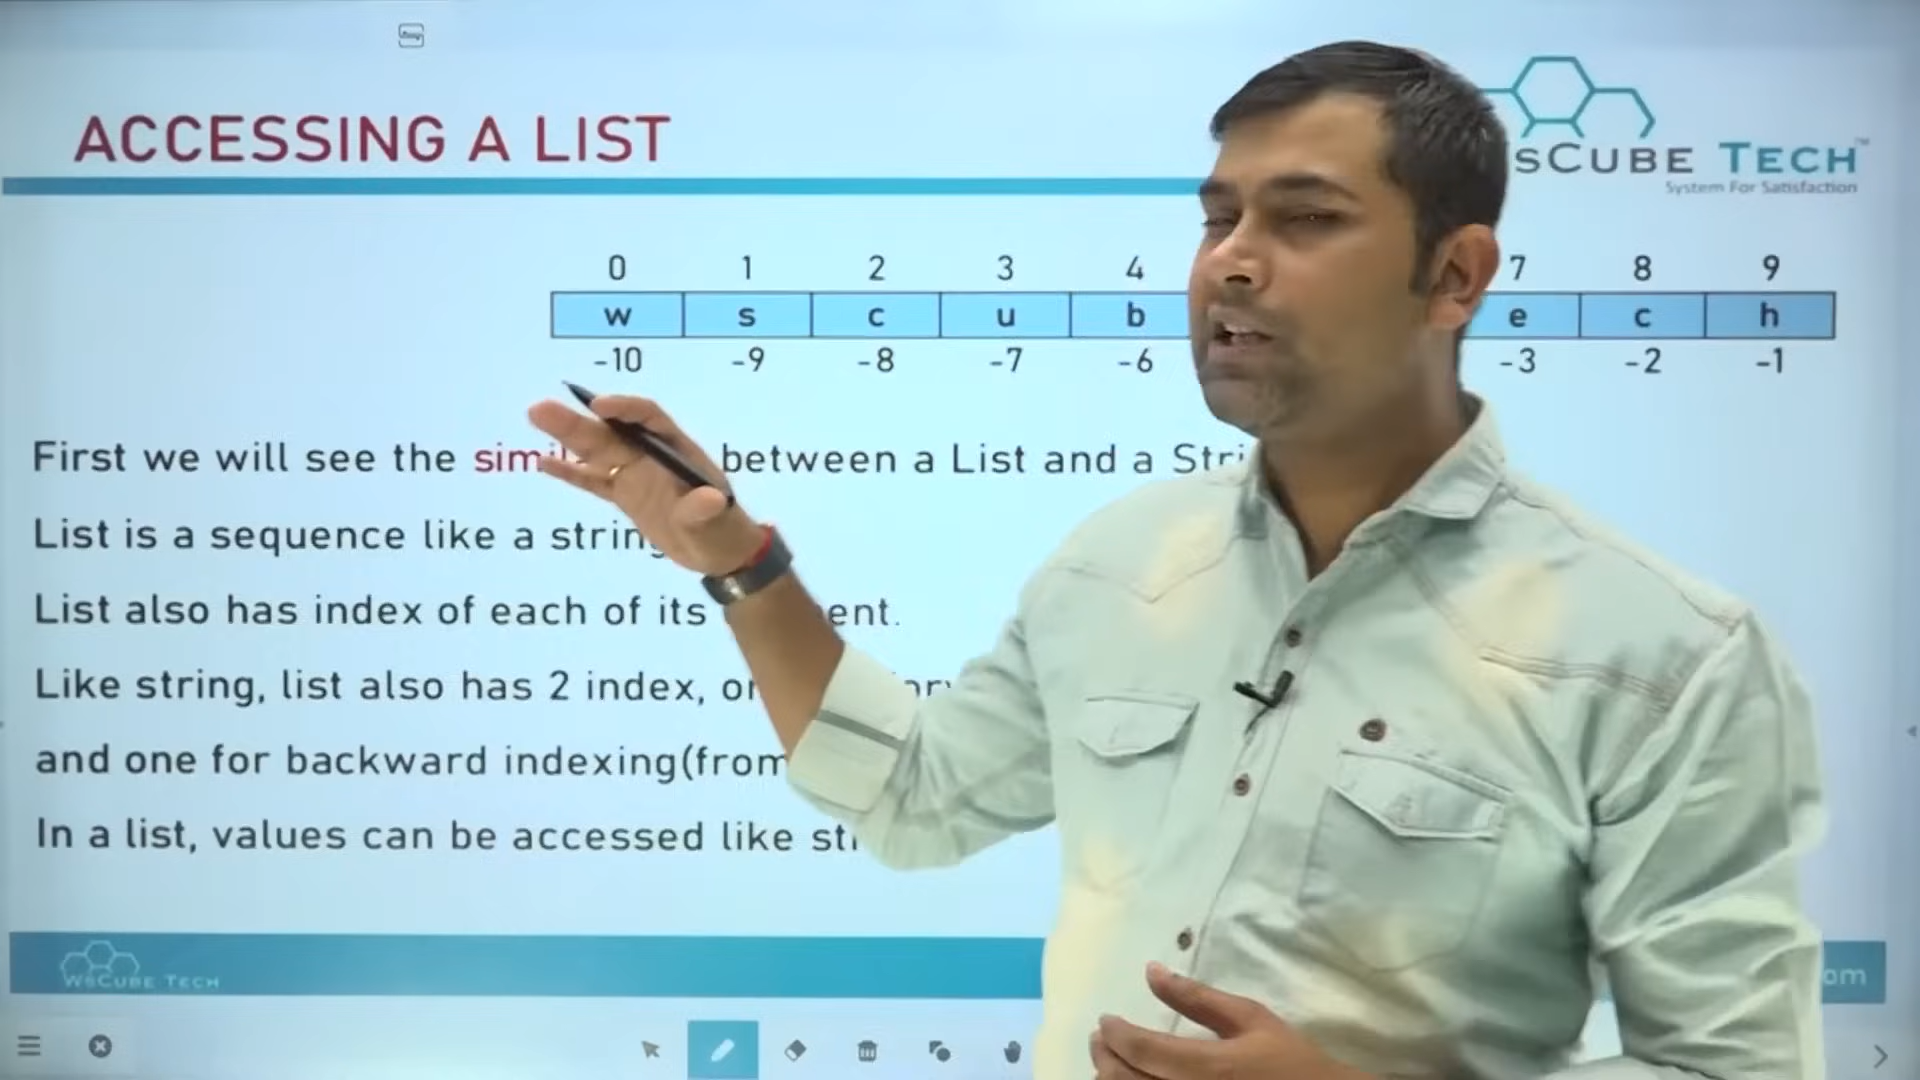 ACCESSING A LIST
sCUBE TECH™
System For Satisfaction
0 1 2 3 4 7 8 9
w s c u b e c h
-10 -9 -8 -7 -6 -3 -2 -1
First we will see the between a List and a
List is a sequence like a
List also has index of each of its
Like string, list also has 2 index,
and one for backward indexing(from
In a list, values can be accessed like
WSCUBE TECH
om